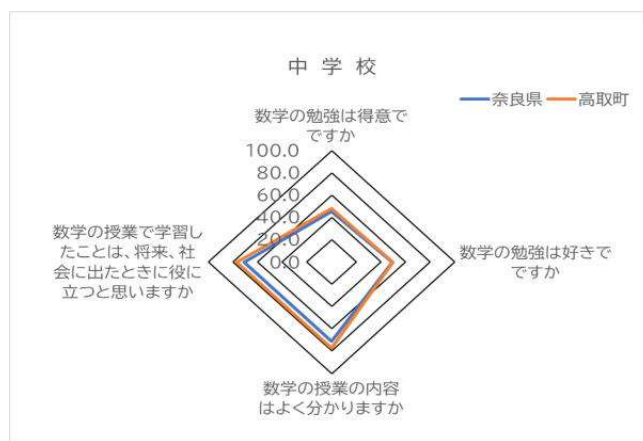 中 学 校
奈良県
高取町
数学の勉強は得意で
ですか
100.0
80.0
60.0
40.0
20.0
0.0
数学の勉強は好きで
ですか
数学の授業の内容
はよく分かりますか
数学の授業で学習し
たことは、将来、社
会に出たときに役に
立つと思いますか